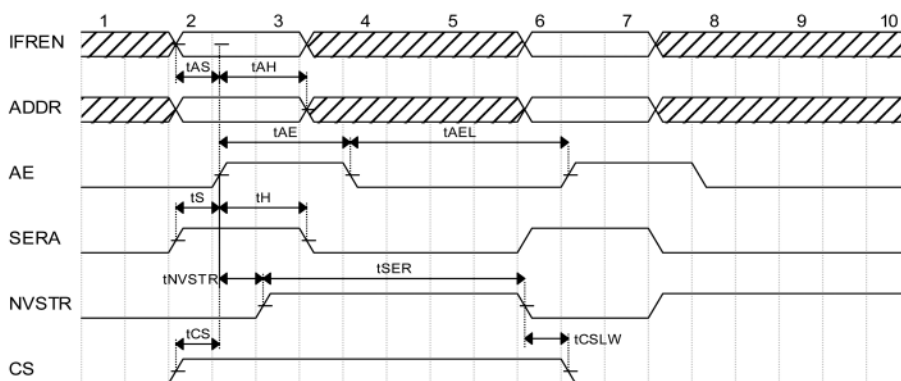 1 2 3 4 5 6 7 8 9 10
IFREN
tAS tAH
ADDR
tAE tAEL
AE
tS tH
SERA
tNVSTR tSER
NVSTR
tCS tCSLW
CS